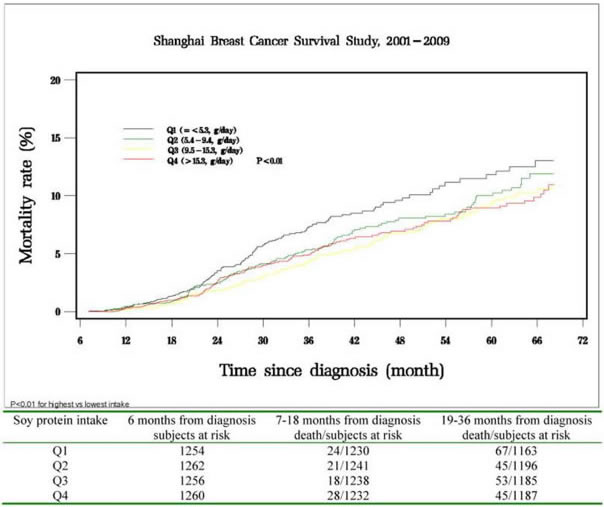 Shanghai Breast Cancer Survival Study, 2001-2009
20
15
10
5
0
Mortality rate (%)
Q1 (=<5.3, g/day)
Q2 (5.4-9.4, g/day)
Q3 (9.5-15.3, g/day)
Q4 (>15.3, g/day) P<0.01
6 12 18 24 30 36 42 48 54 60 66 72
Time since diagnosis (month)
P<0.01 for highest vs lowest intake
Soy protein intake 6 months from diagnosis 7-18 months from diagnosis 19-36 months from diagnosis
subjects at risk death/subjects at risk death/subjects at risk
Q1 1254 24/1230 67/1163
Q2 1262 21/1241 45/1196
Q3 1256 18/1238 53/1185
Q4 1260 28/1232 45/1187